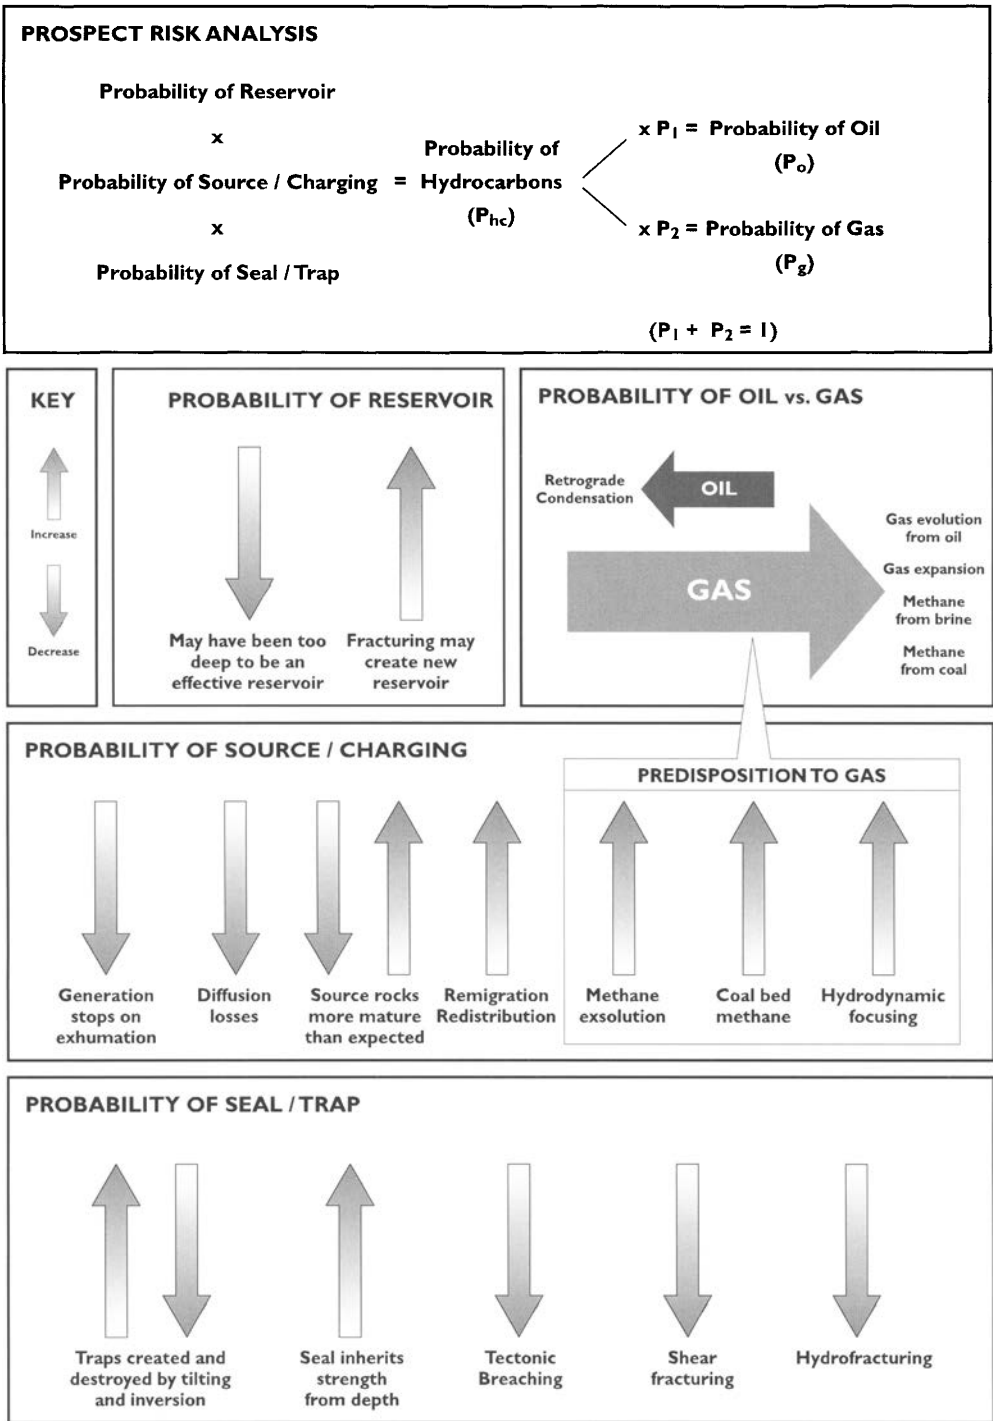 PROSPECT RISK ANALYSIS
Probability of Reservoir
x
Probability of Source / Charging
x
Probability of Seal / Trap
=
Probability of
Hydrocarbons
(Phc)
x P1 = Probability of Oil
(Po)
x P2 = Probability of Gas
(Pg)
(P1 + P2 = 1)
KEY
Increase
Decrease
PROBABILITY OF RESERVOIR
May have been too
deep to be an
effective reservoir
Fracturing may
create new
reservoir
PROBABILITY OF OIL vs. GAS
Retrograde
Condensation
OIL
GAS
Gas evolution
from oil
Gas expansion
Methane
from brine
Methane
from coal
PROBABILITY OF SOURCE / CHARGING
PREDISPOSITION TO GAS
Generation
stops on
exhumation
Diffusion
losses
Source rocks
more mature
than expected
Remigration
Redistribution
Methane
exsolution
Coal bed
methane
Hydrodynamic
focusing
PROBABILITY OF SEAL / TRAP
Traps created and
destroyed by tilting
and inversion
Seal inherits
strength
from depth
Tectonic
Breaching
Shear
fracturing
Hydrofracturing